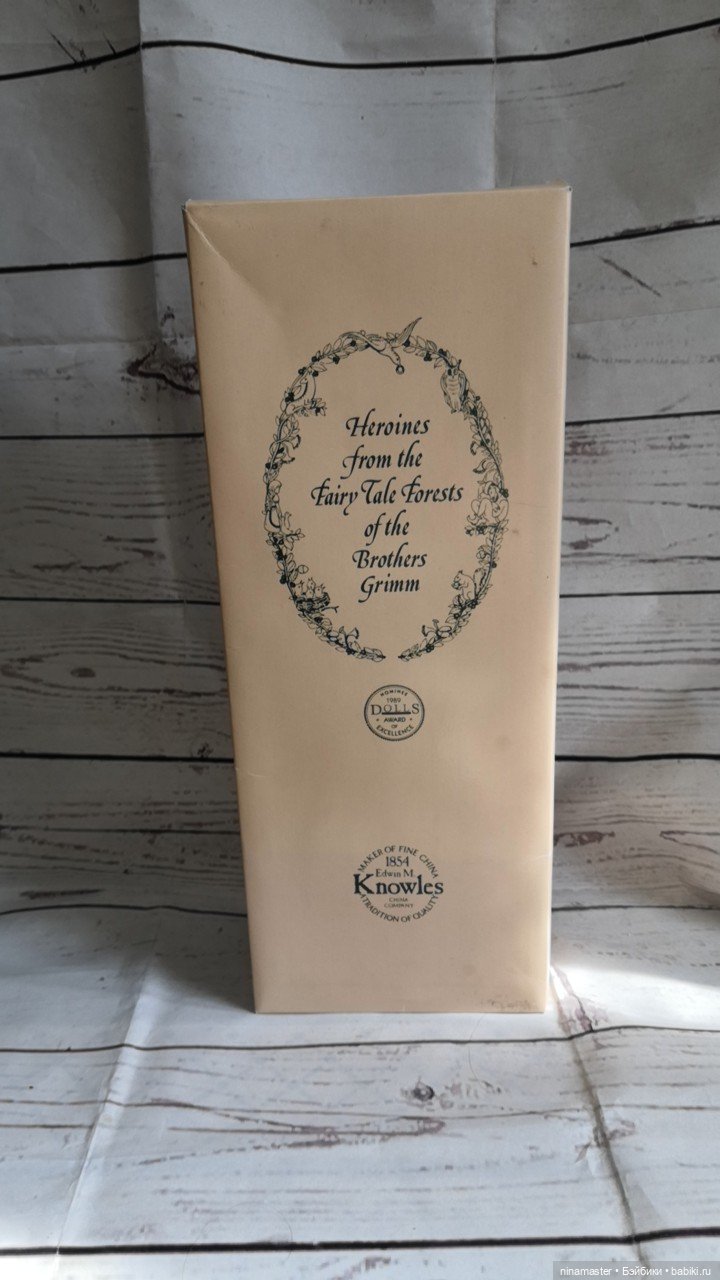 Heroines
from the
Fairy Tale Forests
of the
Brothers
Grimm
NOMINEE
1989
DOLLS
AWARD
OF
EXCELLENCE
MAKER OF FINE CHINA
1854
Edwin M.
Knowles
CHINA
COMPANY
TRADITION OF QUALITY
ninamaster • Бэйбики • babiki.ru